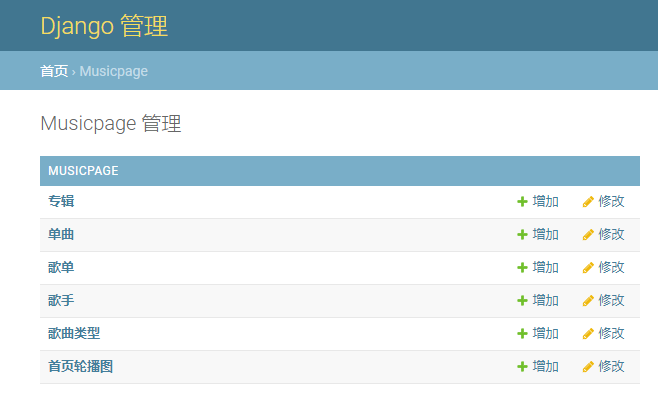 Django 管理
首页 › Musicpage
Musicpage 管理
MUSICPAGE
专辑 增加 修改
单曲 增加 修改
歌单 增加 修改
歌手 增加 修改
歌曲类型 增加 修改
首页轮播图 增加 修改